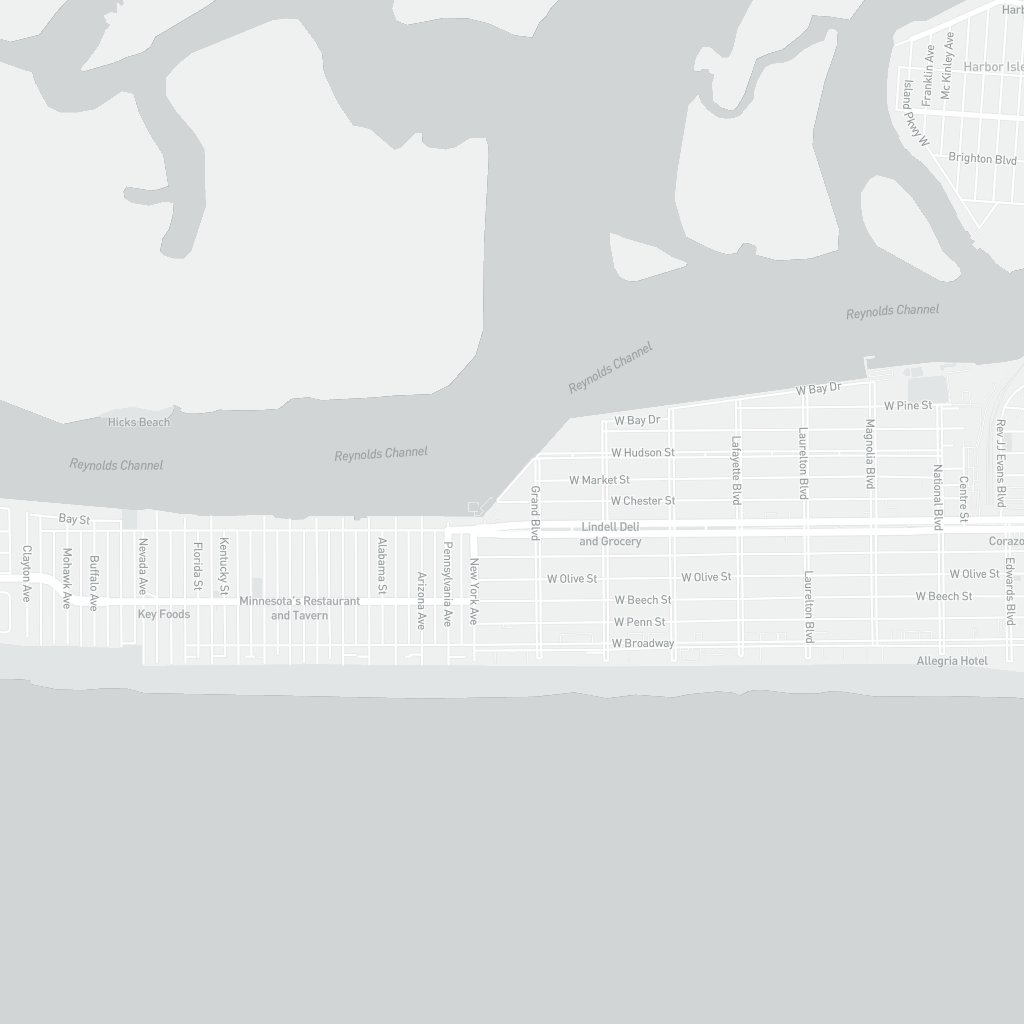 Harb
Harbor Isle
Franklin Ave
Mc Kinley Ave
Island Pkwy W
Brighton Blvd
Reynolds Channel
Reynolds Channel
W Bay Dr
W Pine St
Hicks Beach
W Bay Dr
Reynolds Channel
Reynolds Channel
W Hudson St
Lafayette Blvd
Laurelton Blvd
Magnolia Blvd
Rev JJ Evans Blvd
W Market St
W Chester St
Grand Blvd
National Blvd
Centre St
Bay St
Lindell Deli
and Grocery
Corazo
Clayton Ave
Mohawk Ave
Buffalo Ave
Nevada Ave
Florida St
Kentucky St
Alabama St
Arizona Ave
Pennsylvania Ave
New York Ave
W Olive St
W Olive St
W Olive St
Laurelton Blvd
Edwards Blvd
Key Foods
Minnesota's Restaurant
and Tavern
W Beech St
W Beech St
W Penn St
W Broadway
Allegria Hotel